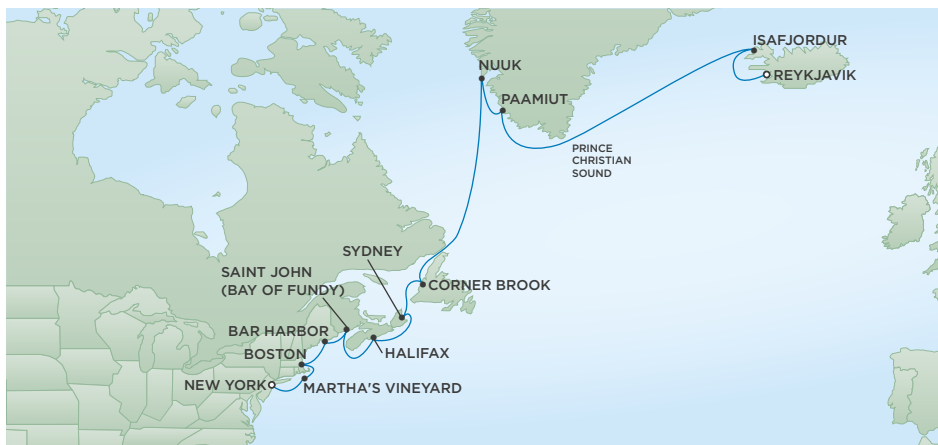 ISAFJORDUR
REYKJAVIK
NUUK
PAAMIUT
PRINCE
CHRISTIAN
SOUND
SYDNEY
SAINT JOHN
(BAY OF FUNDY)
CORNER BROOK
BAR HARBOR
HALIFAX
BOSTON
NEW YORK
MARTHA'S VINEYARD